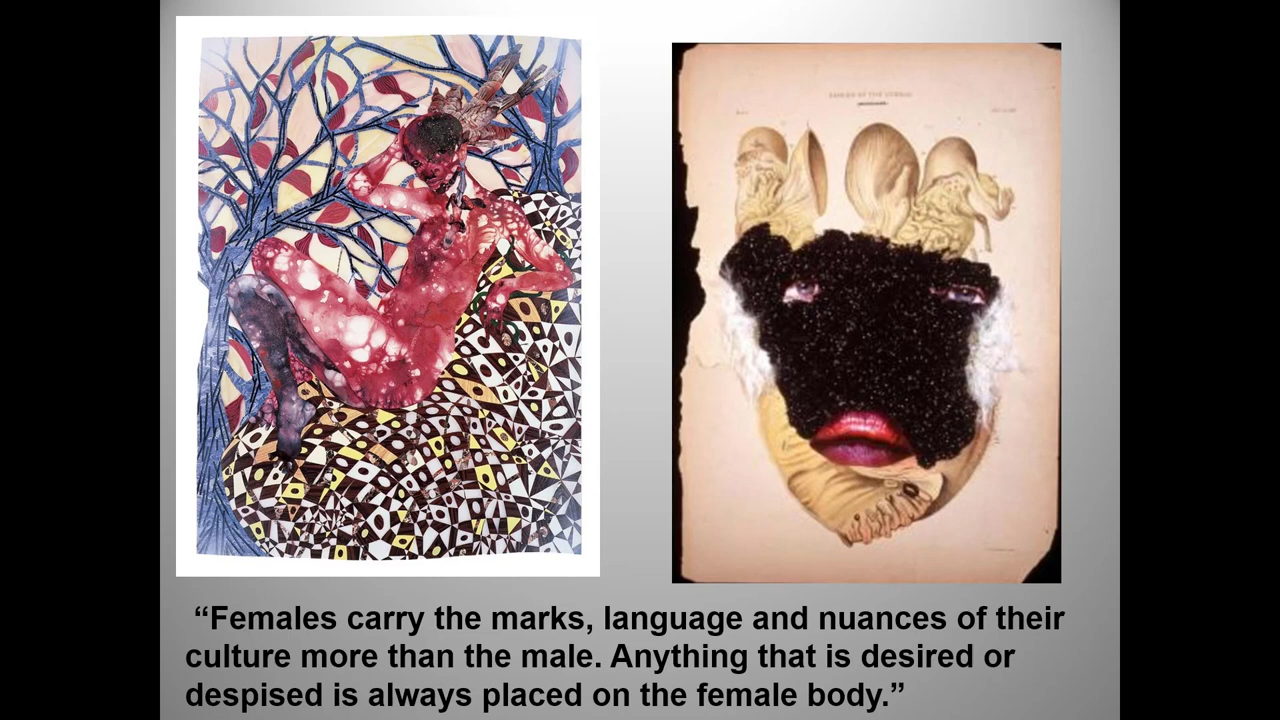 “Females carry the marks, language and nuances of their
culture more than the male. Anything that is desired or
despised is always placed on the female body.”